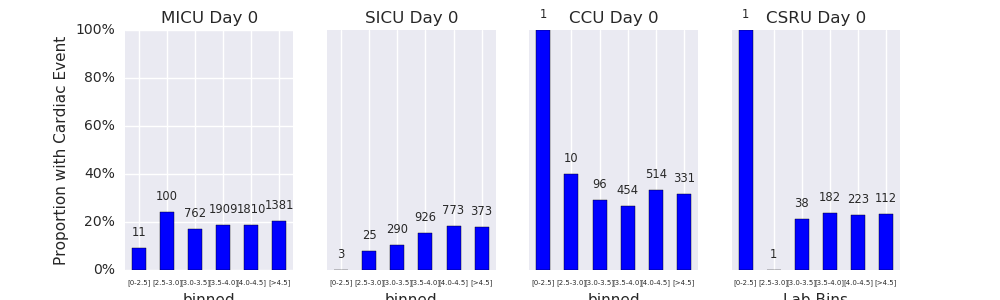 MICU Day 0
SICU Day 0
CCU Day 0
CSRU Day 0
Proportion with Cardiac Event
100%
80%
60%
40%
20%
0%
11
100
762
1909
1810
1381
[0-2.5] [2.5-3.0] [3.0-3.5] [3.5-4.0] [4.0-4.5] [>4.5]
binned
3
25
290
926
773
373
[0-2.5] [2.5-3.0] [3.0-3.5] [3.5-4.0] [4.0-4.5] [>4.5]
binned
1
10
96
454
514
331
[0-2.5] [2.5-3.0] [3.0-3.5] [3.5-4.0] [4.0-4.5] [>4.5]
binned
1
1
38
182
223
112
[0-2.5] [2.5-3.0] [3.0-3.5] [3.5-4.0] [4.0-4.5] [>4.5]
Lab Bins